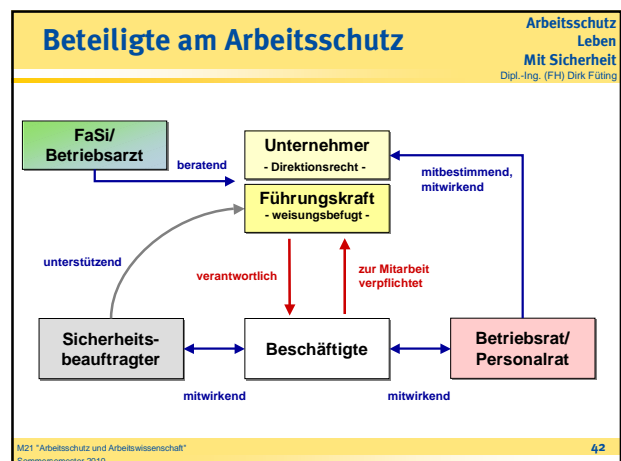 Beteiligte am Arbeitsschutz
Arbeitsschutz
Leben
Mit Sicherheit
Dipl.-Ing. (FH) Dirk Füting
FaSi/
Betriebsarzt
beratend
Unternehmer
- Direktionsrecht -
mitbestimmend,
mitwirkend
Führungskraft
- weisungsbefugt -
unterstützend
verantwortlich
zur Mitarbeit
verpflichtet
Sicherheits-
beauftragter
Beschäftigte
Betriebsrat/
Personalrat
mitwirkend
mitwirkend
M21 "Arbeitsschutz und Arbeitswissenschaft"
42
Sommersemester 2010